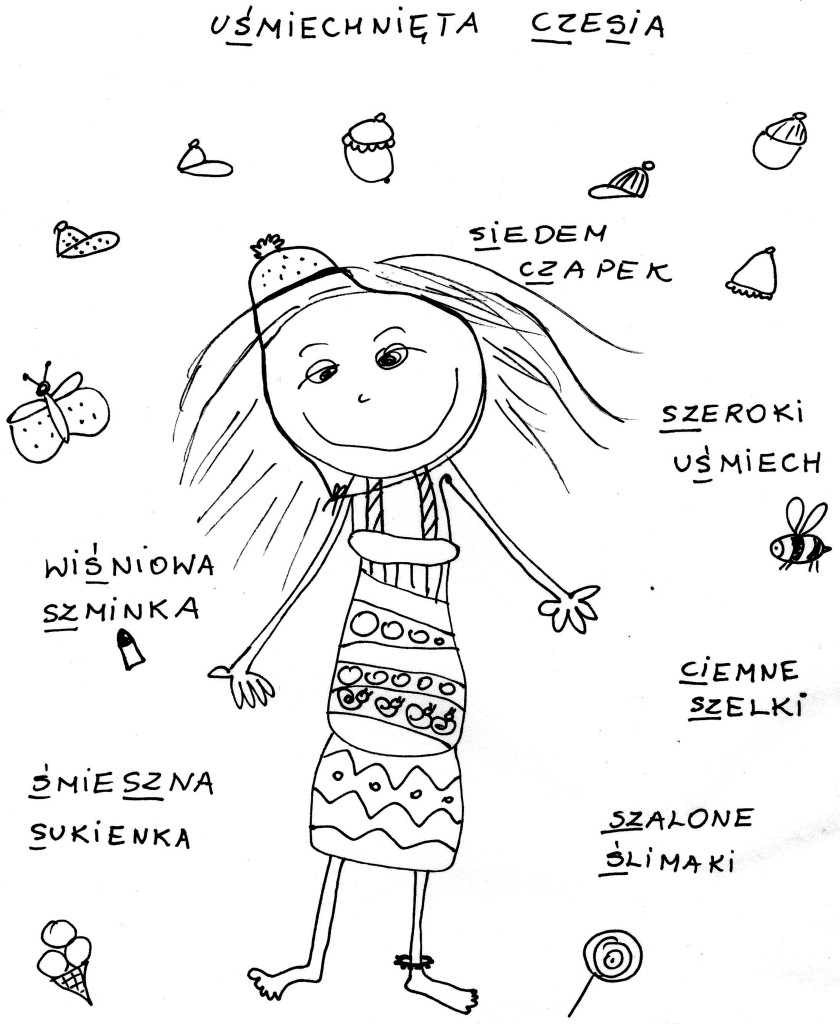 UŚMIECHNIĘTA CZESIA
SIEDEM
CZAPEK
SZEROKI
UŚMIECH
WIŚNIOWA
SZMINKA
CIEMNE
SZELKI
ŚMIESZNA
SUKIENKA
SZALONE
ŚLIMAKI